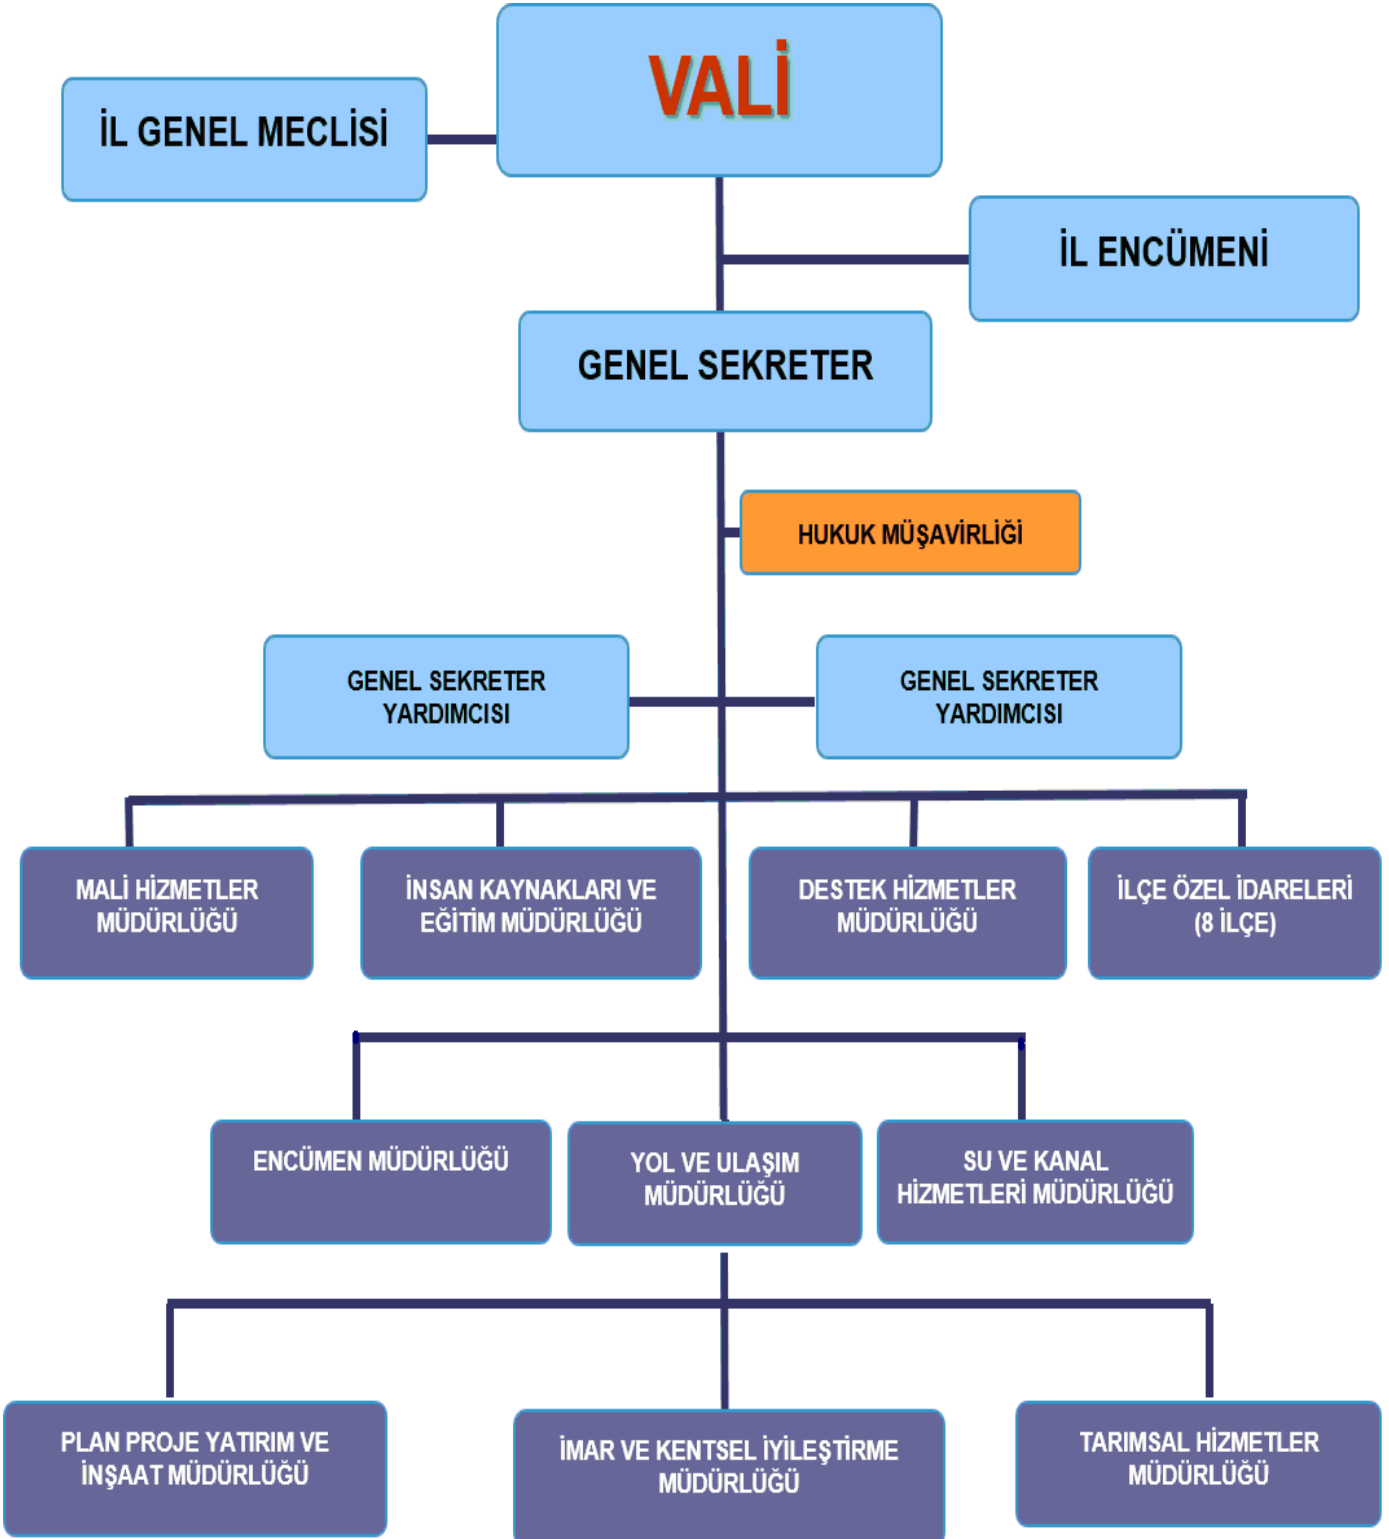 VALİ
İL GENEL MECLİSİ
İL ENCÜMENİ
GENEL SEKRETER
HUKUK MÜŞAVİRLİĞİ
GENEL SEKRETER
YARDIMCISI
GENEL SEKRETER
YARDIMCISI
MALİ HİZMETLER
MÜDÜRLÜĞÜ
İNSAN KAYNAKLARI VE
EĞİTİM MÜDÜRLÜĞÜ
DESTEK HİZMETLER
MÜDÜRLÜĞÜ
İLÇE ÖZEL İDARELERİ
(8 İLÇE)
ENCÜMEN MÜDÜRLÜĞÜ
YOL VE ULAŞIM
MÜDÜRLÜĞÜ
SU VE KANAL
HİZMETLERİ MÜDÜRLÜĞÜ
PLAN PROJE YATIRIM VE
İNŞAAT MÜDÜRLÜĞÜ
İMAR VE KENTSEL İYİLEŞTİRME
MÜDÜRLÜĞÜ
TARIMSAL HİZMETLER
MÜDÜRLÜĞÜ